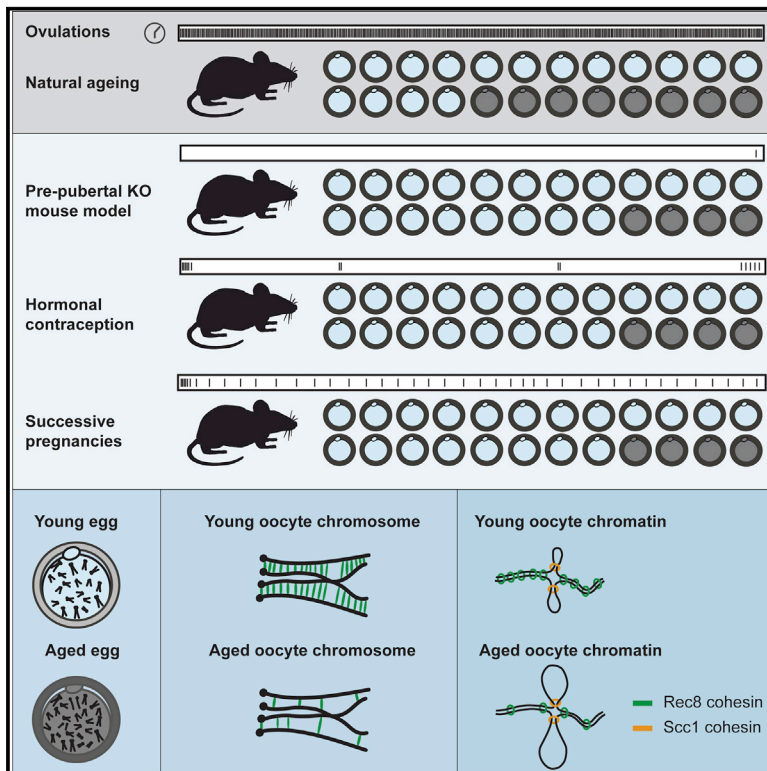 Ovulations
Natural ageing
Pre-pubertal KO
mouse model
Hormonal
contraception
Successive
pregnancies
Young egg
Young oocyte chromosome
Young oocyte chromatin
Aged egg
Aged oocyte chromosome
Aged oocyte chromatin
Rec8 cohesin
Scc1 cohesin